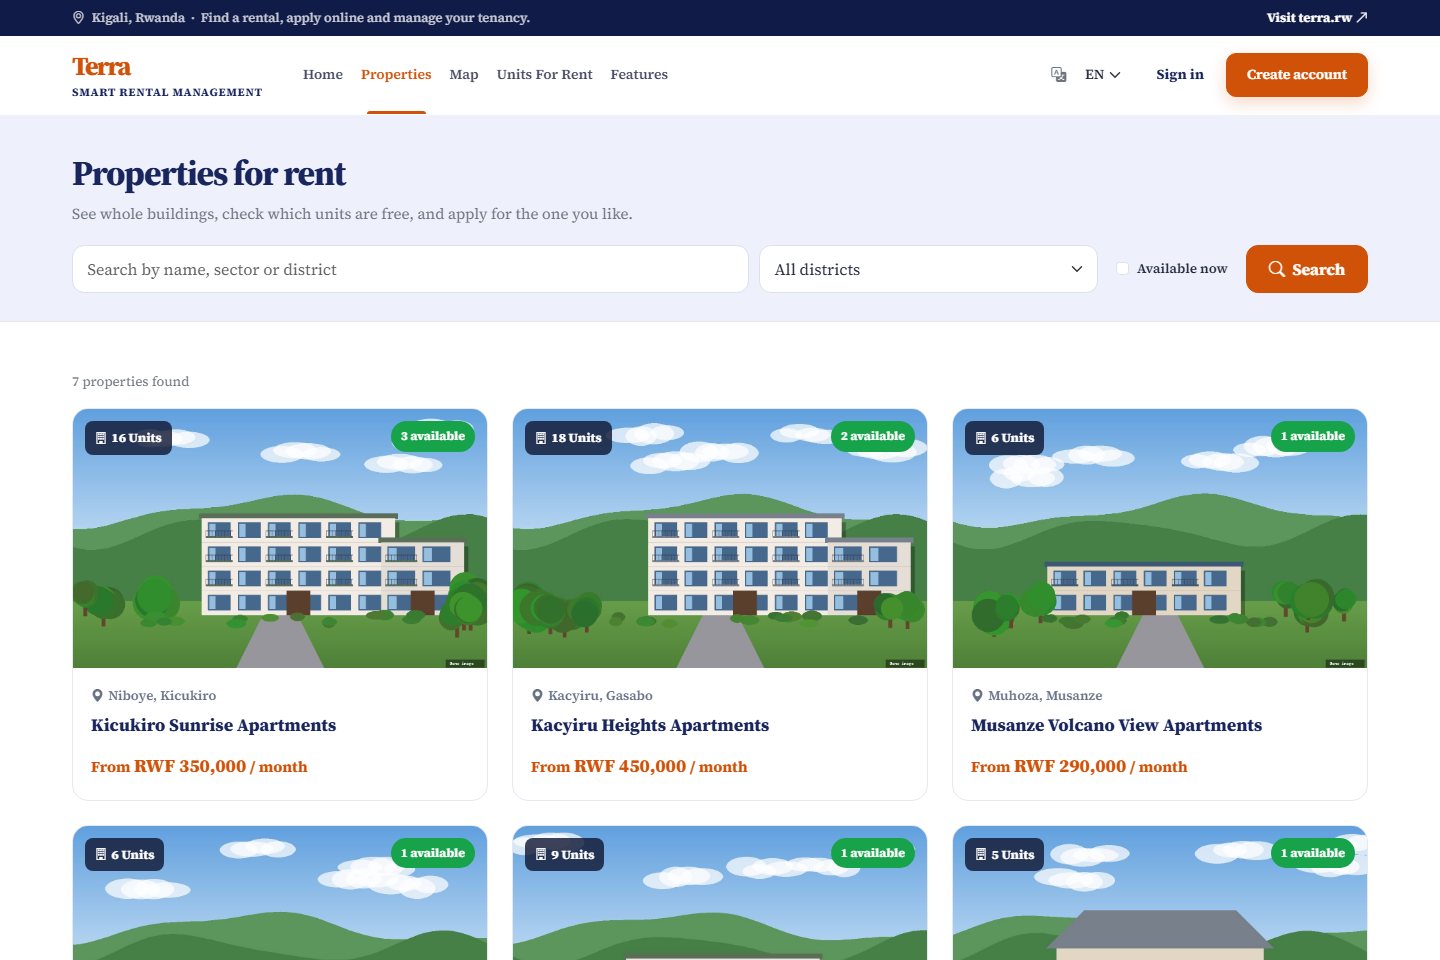 Kigali, Rwanda · Find a rental, apply online and manage your tenancy.
Visit terra.rw
Terra
SMART RENTAL MANAGEMENT
Home
Properties
Map
Units For Rent
Features
EN
Sign in
Create account
Properties for rent
See whole buildings, check which units are free, and apply for the one you like.
Search by name, sector or district
All districts
Available now
Search
7 properties found
16 Units
3 available
Niboye, Kicukiro
Kicukiro Sunrise Apartments
From RWF 350,000 / month
18 Units
2 available
Kacyiru, Gasabo
Kacyiru Heights Apartments
From RWF 450,000 / month
6 Units
1 available
Muhoza, Musanze
Musanze Volcano View Apartments
From RWF 290,000 / month
6 Units
1 available
9 Units
1 available
5 Units
1 available